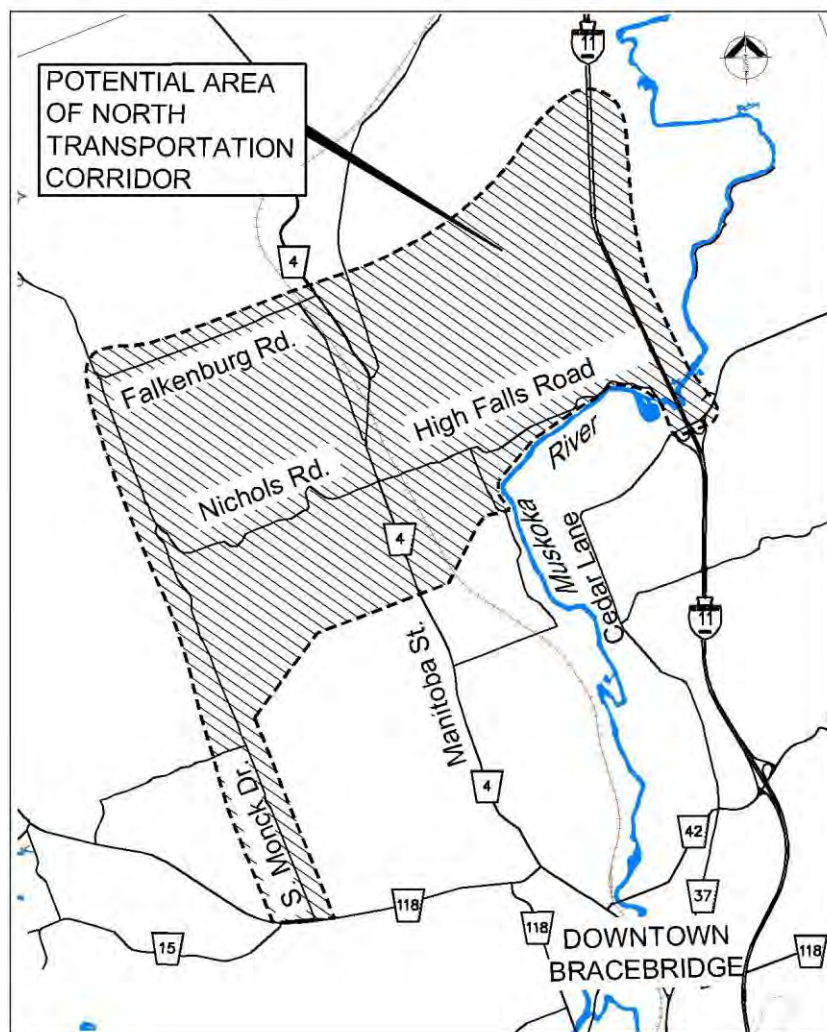 11
POTENTIAL AREA
OF NORTH
TRANSPORTATION
CORRIDOR
4
Falkenburg Rd.
High Falls Road
River
Nichols Rd.
4
Muskoka
Cedar Lane
11
Manitoba St.
S. Monck Dr.
4
42
37
118
118
15
DOWNTOWN
BRACEBRIDGE
118